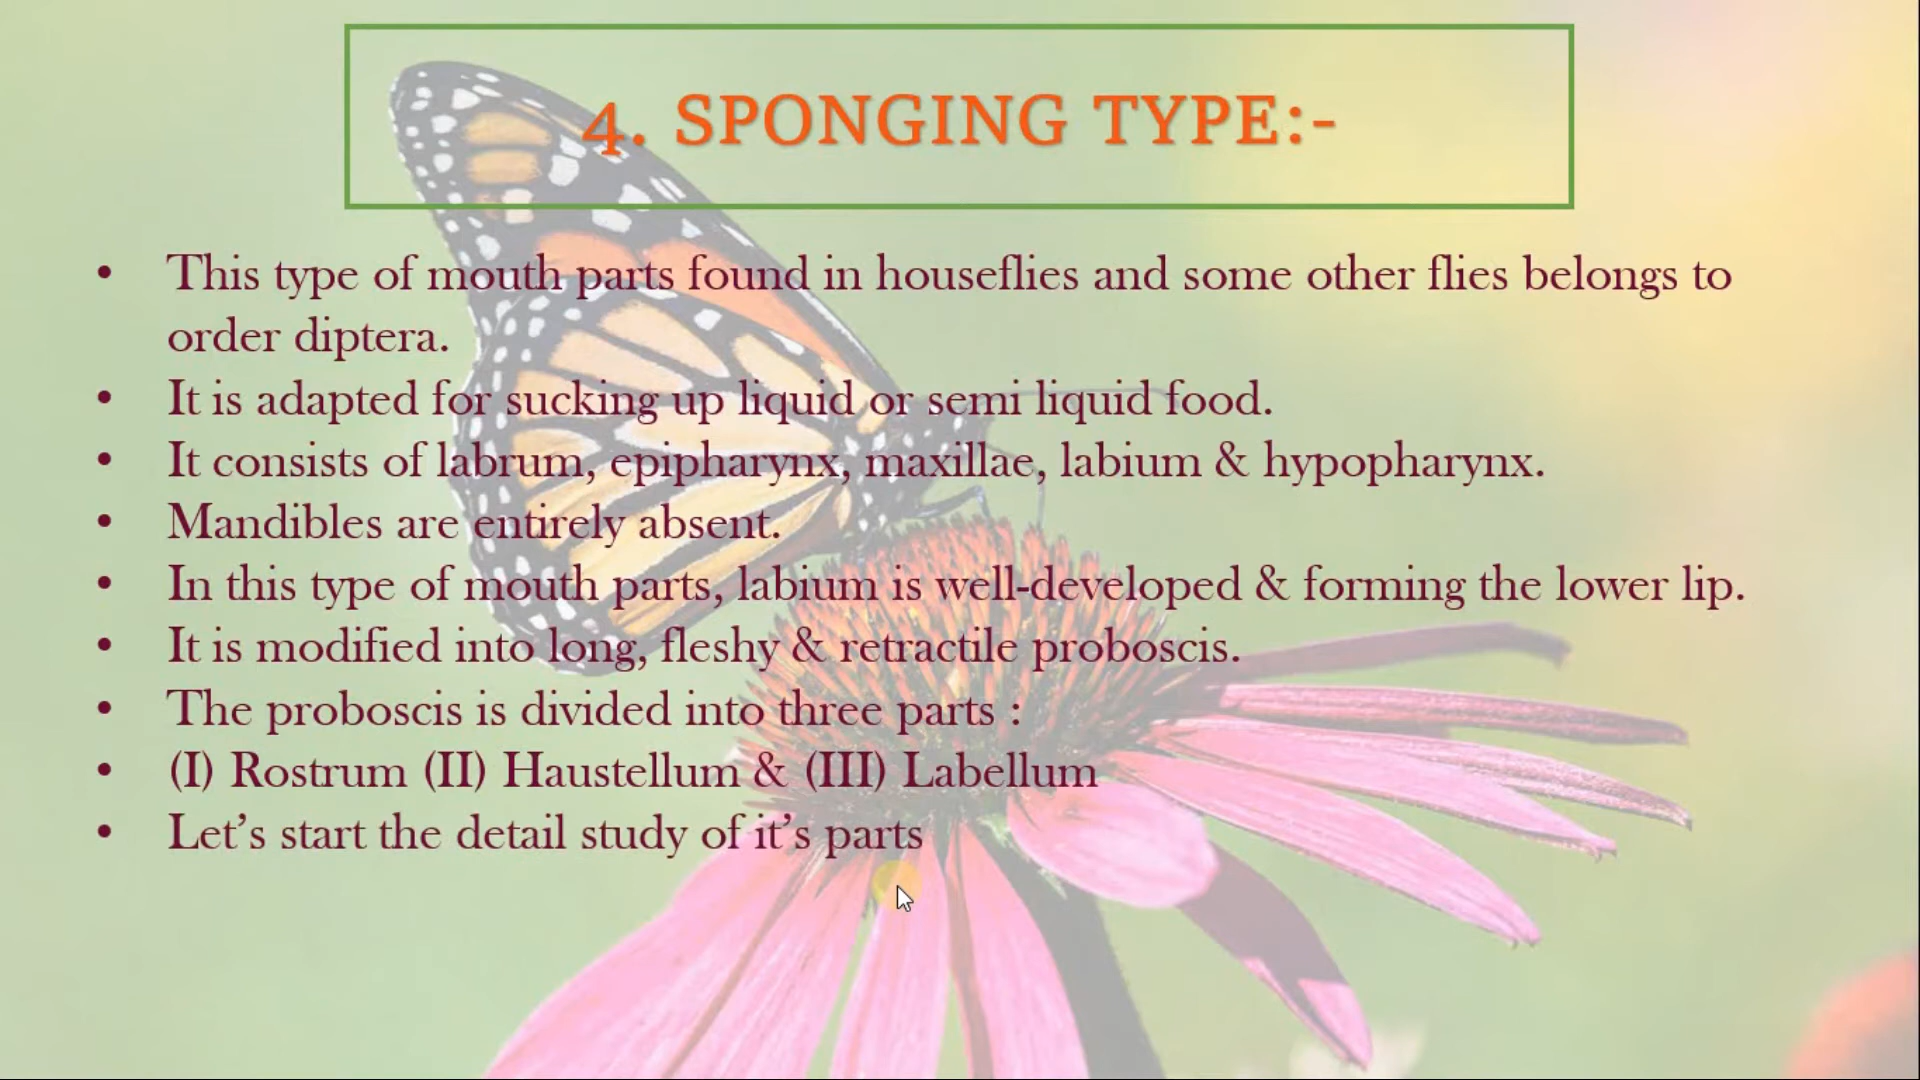 4. SPONGING TYPE:-
• This type of mouth parts found in houseflies and some other flies belongs to
order diptera.
• It is adapted for sucking up liquid or semi liquid food.
• It consists of labrum, epipharynx, maxillae, labium & hypopharynx.
• Mandibles are entirely absent.
• In this type of mouth parts, labium is well-developed & forming the lower lip.
• It is modified into long, fleshy & retractile proboscis.
• The proboscis is divided into three parts :
• (I) Rostrum (II) Haustellum & (III) Labellum
• Let’s start the detail study of it’s parts